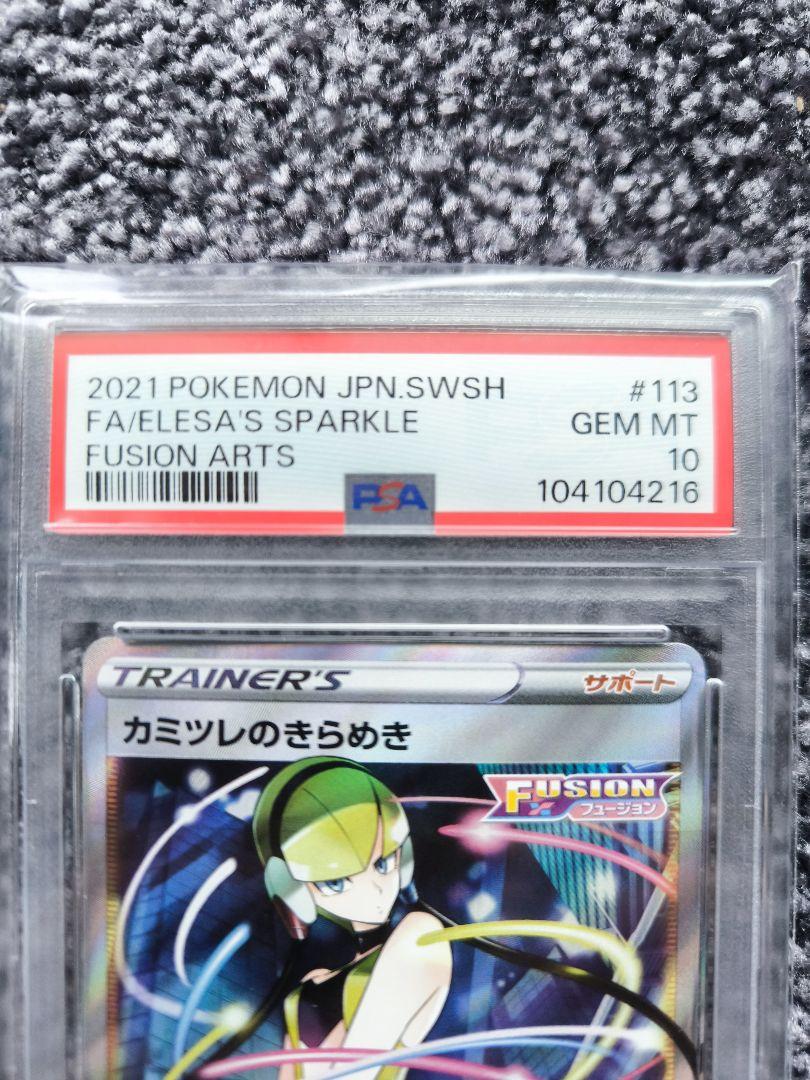 2021 POKEMON JPN.SWSH #113
FA/ELESA'S SPARKLE GEM MT
FUSION ARTS 10
PSA 104104216
TRAINER'S サポート
カミツレのきらめき
FUSION
フュージョン